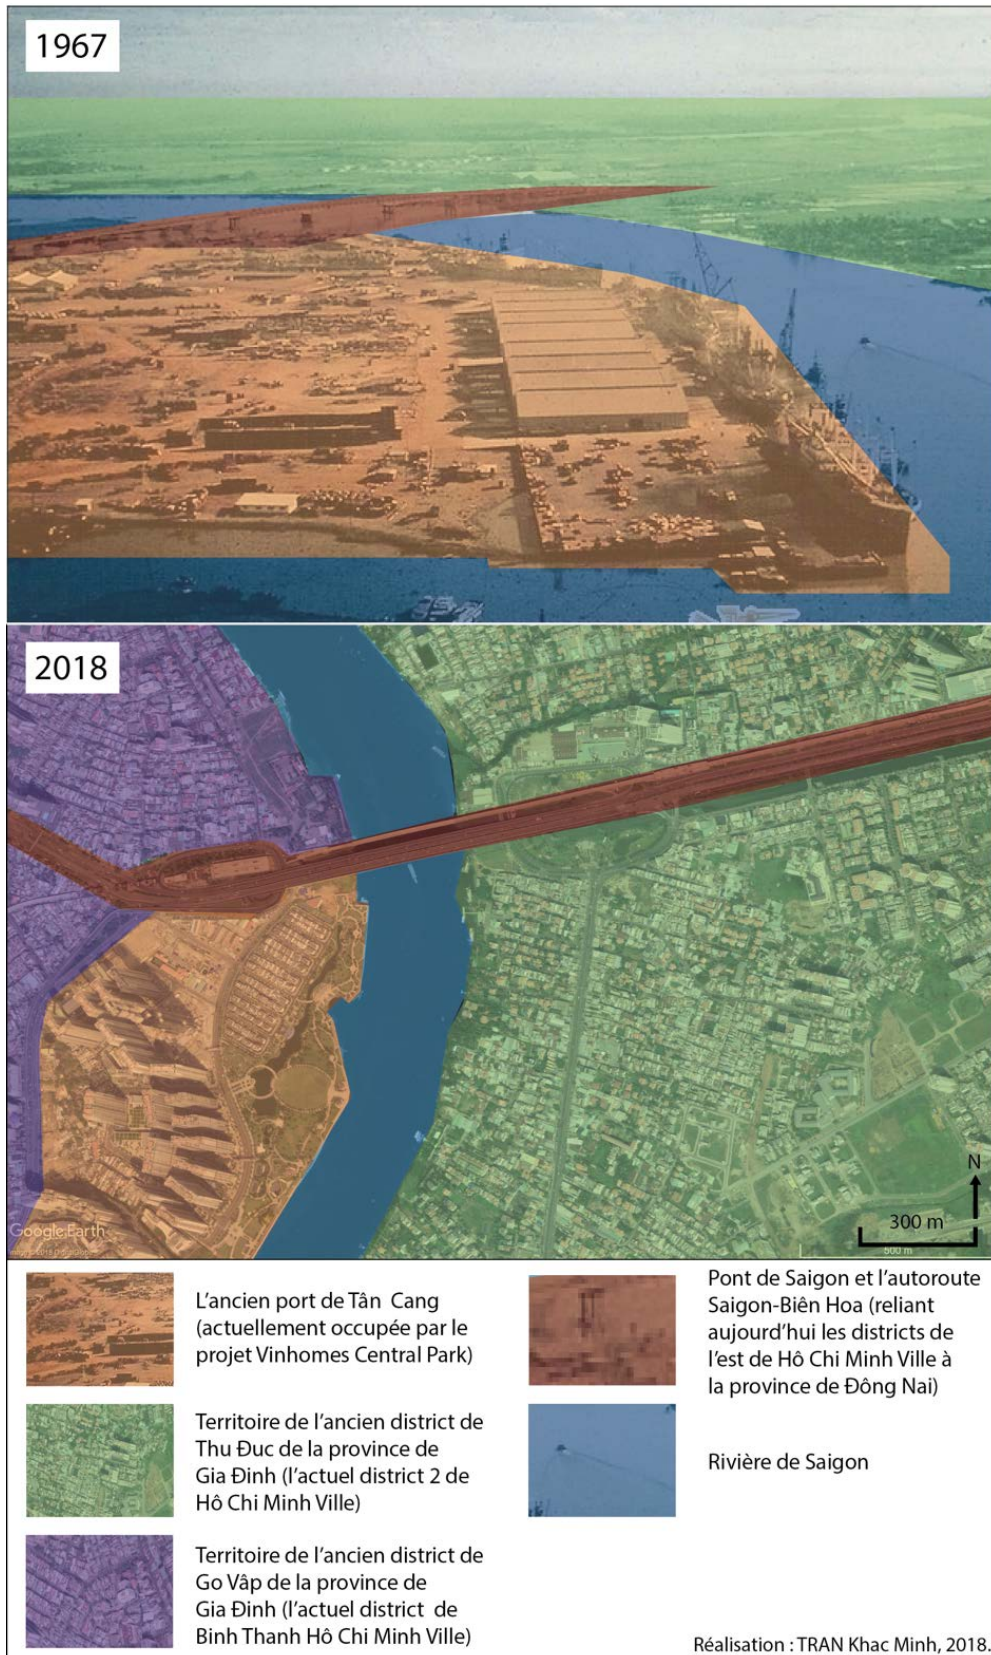 1967
2018
N
300 m
500 m
Google Earth
L'ancien port de Tân Cang
(actuellement occupée par le
projet Vinhomes Central Park)
Territoire de l'ancien district de
Thu Đuc de la province de
Gia Đinh (l'actuel district 2 de
Hô Chi Minh Ville)
Territoire de l'ancien district de
Go Vâp de la province de
Gia Đinh (l'actuel district de
Binh Thanh Hô Chi Minh Ville)
Pont de Saigon et l'autoroute
Saigon-Biên Hoa (reliant
aujourd'hui les districts de
l'est de Hô Chi Minh Ville à
la province de Đông Nai)
Rivière de Saigon
Réalisation : TRAN Khac Minh, 2018.